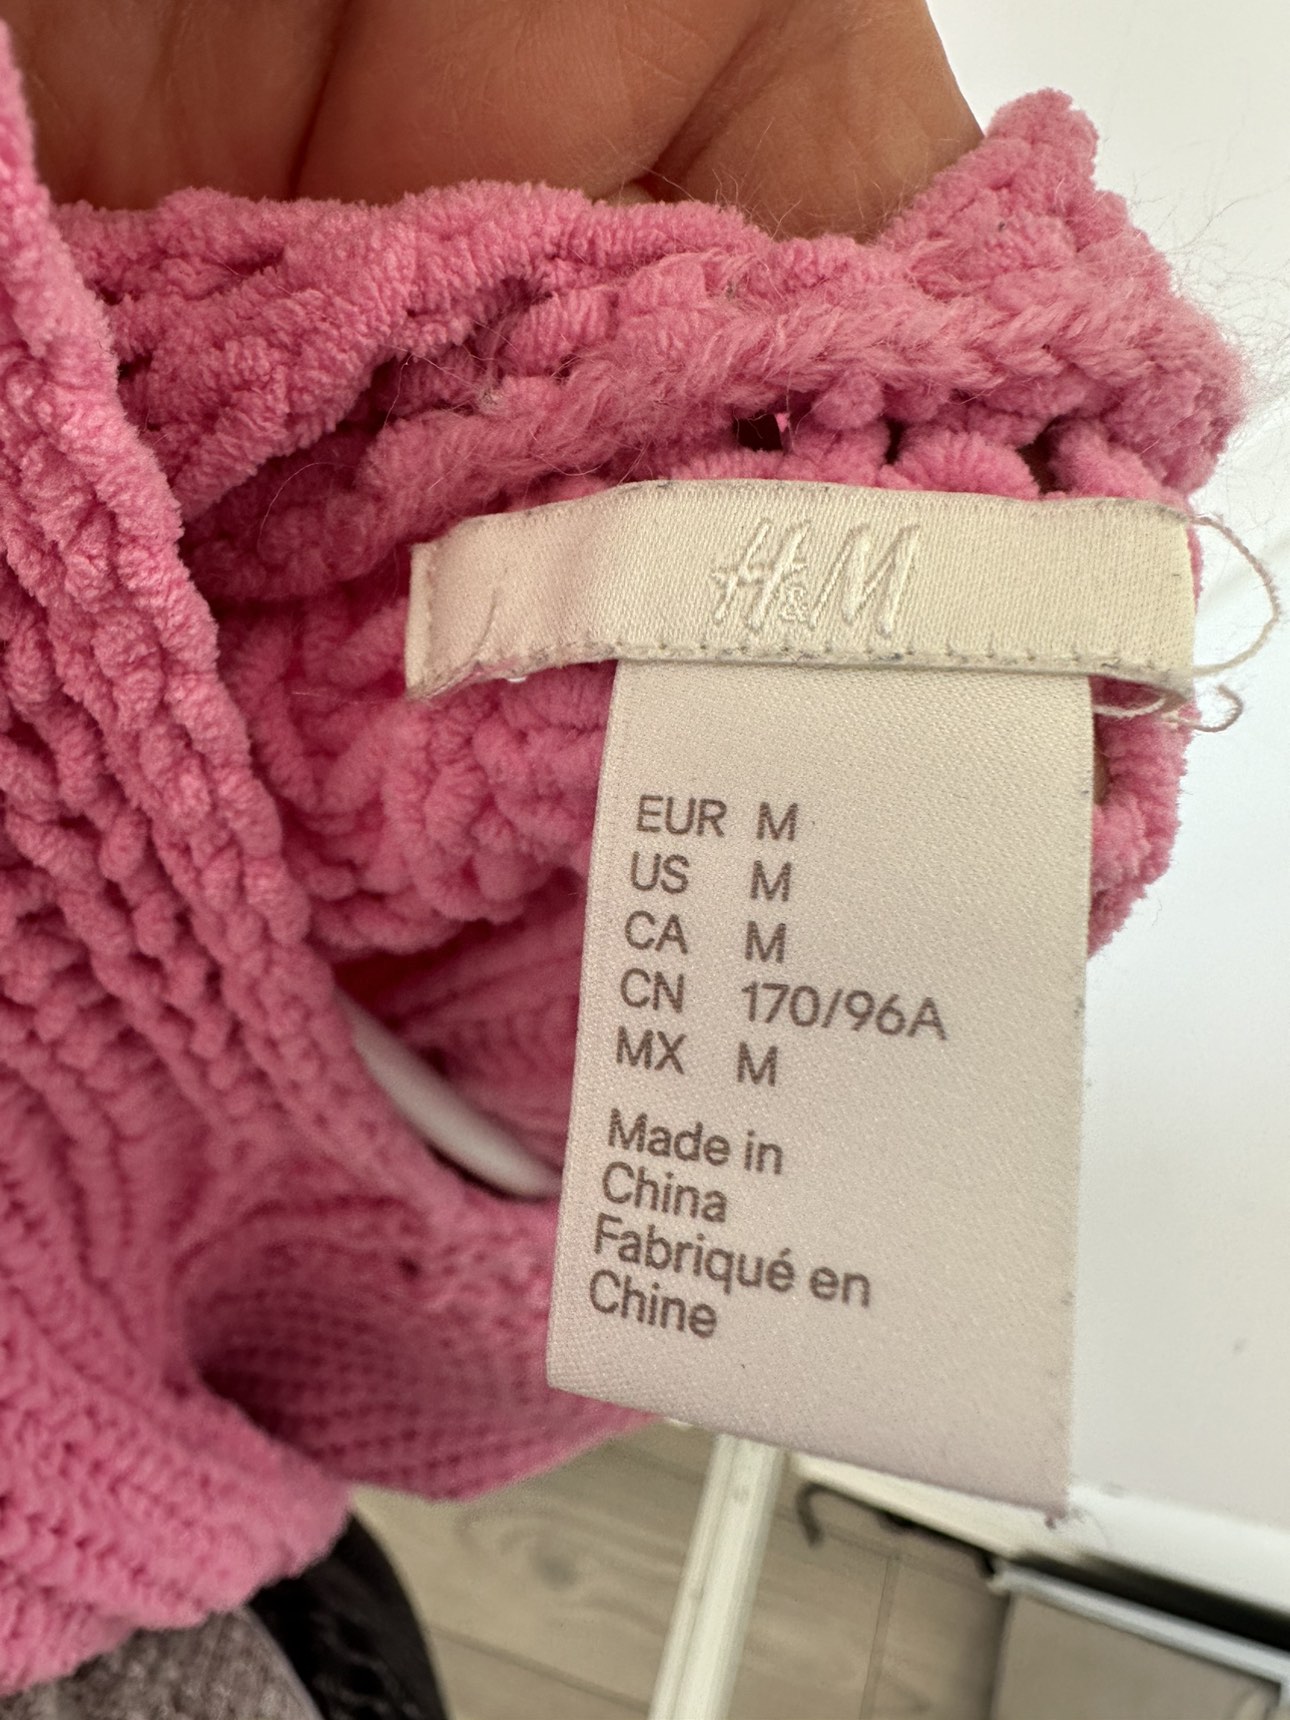 H&M
EUR M
US M
CA M
CN 170/96A
MX M
Made in
China
Fabriqué en
Chine